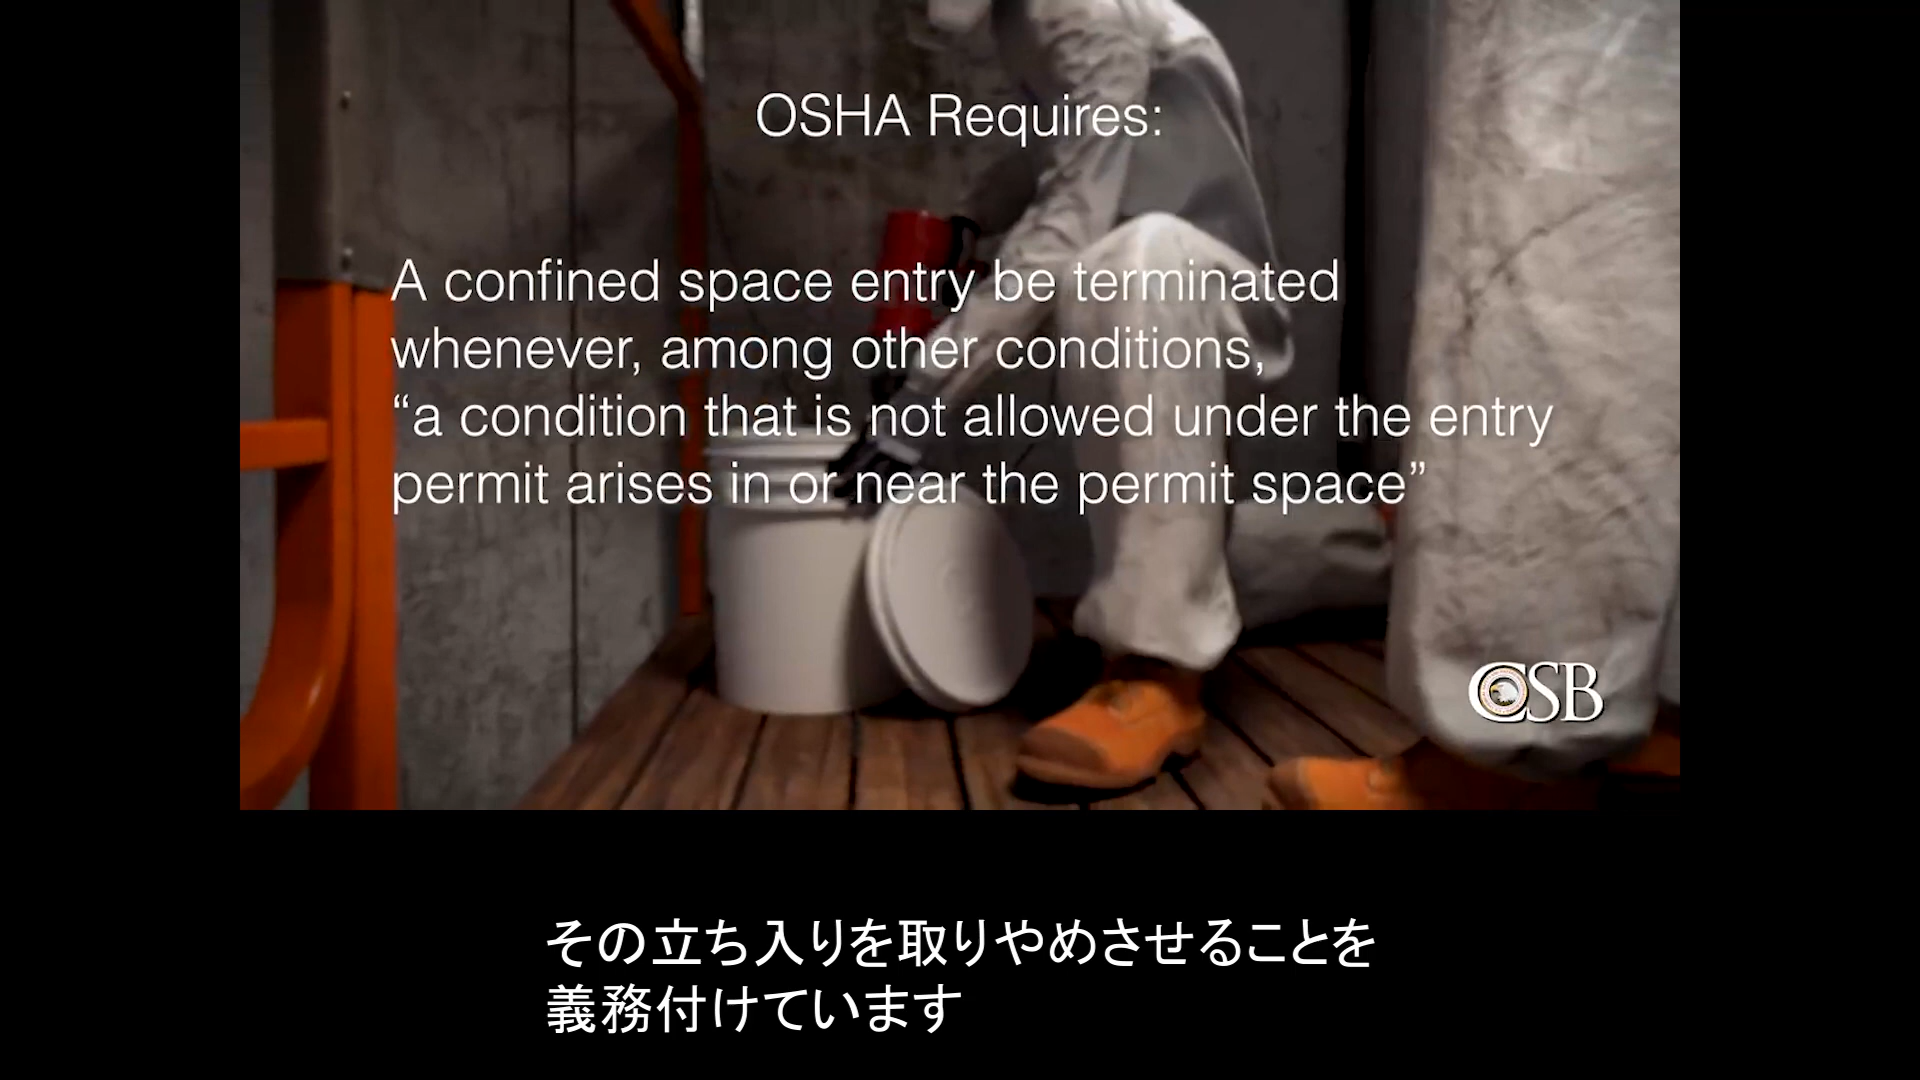 OSHA Requires:
A confined space entry be terminated
whenever, among other conditions,
“a condition that is not allowed under the entry
permit arises in or near the permit space”
CSB
その立ち入りを取りやめさせることを
義務付けています